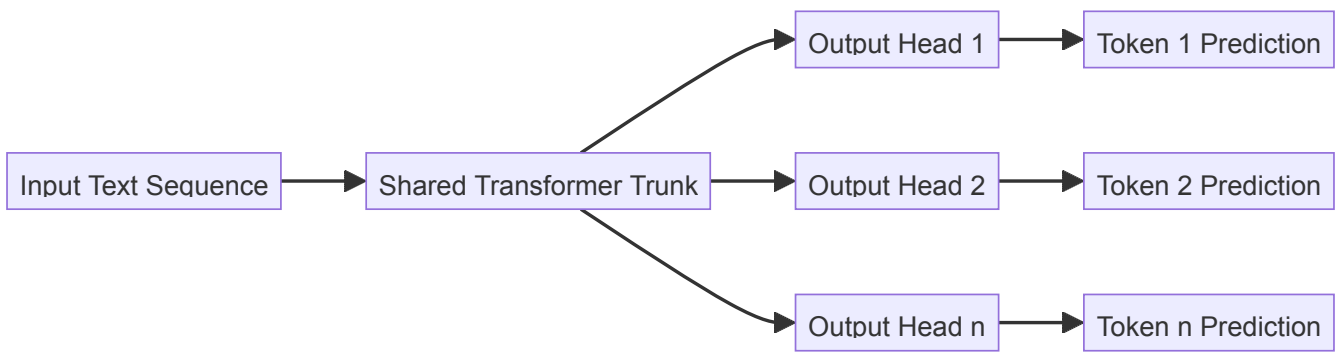 Output Head 1
Token 1 Prediction
Input Text Sequence
Shared Transformer Trunk
Output Head 2
Token 2 Prediction
Output Head n
Token n Prediction